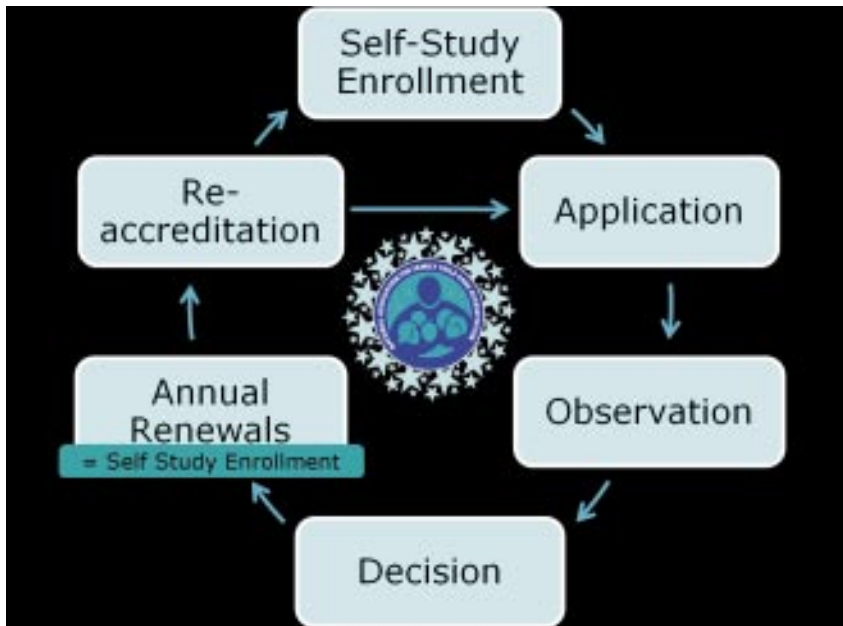 Self-Study
Enrollment
Re-
accreditation
Application
Annual
Renewals
= Self Study Enrollment
Observation
Decision